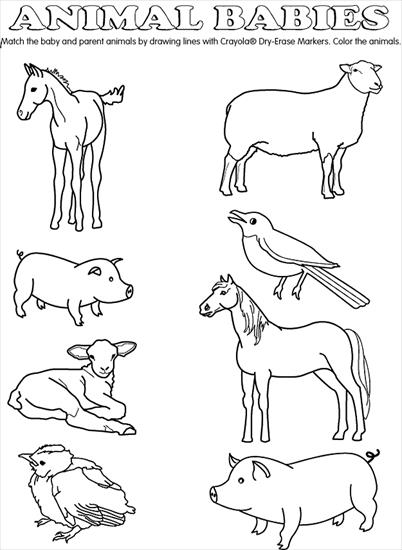 ANIMAL BABIES
Match the baby and parent animals by drawing lines with Crayola® Dry-Erase Markers. Color the animals.